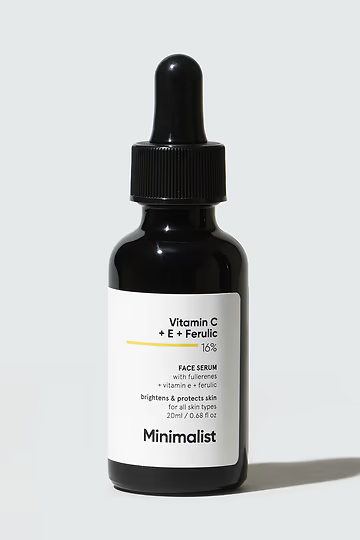 Vitamin C
+ E + Ferulic
16%
FACE SERUM
with fullerenes
+ vitamin e + ferulic
brightens & protects skin
for all skin types
20ml / 0.68 fl oz
Minimalist